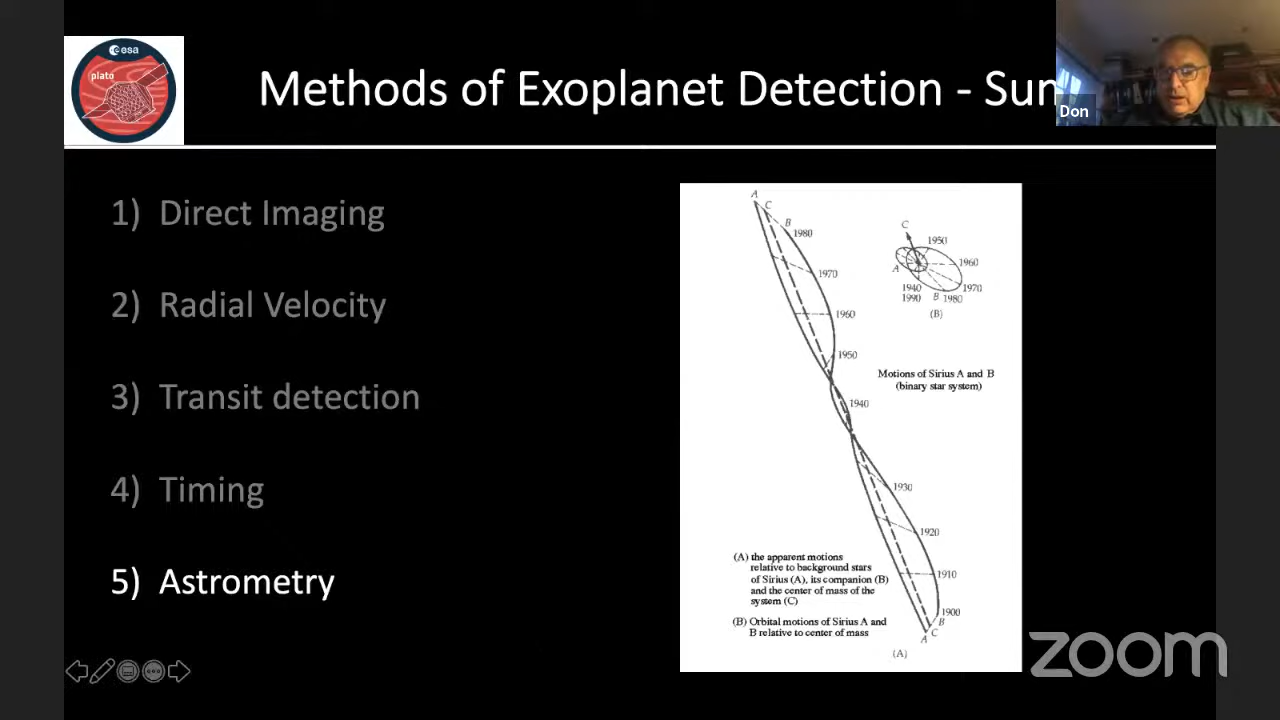 esa
plato
Methods of Exoplanet Detection - Sum
Don
1) Direct Imaging
2) Radial Velocity
3) Transit detection
4) Timing
5) Astrometry
A
C
B
1980
1970
1960
1950
1940
1930
1920
1910
1900
B
C
A
(A)
C
1950
1960
A
1970
1940
1990
B 1980
(B)
Motions of Sirius A and B
(binary star system)
(A) the apparent motions
relative to background stars
of Sirius (A), its companion (B)
and the center of mass of the
system (C)
(B) Orbital motions of Sirius A and
B relative to center of mass
zoom